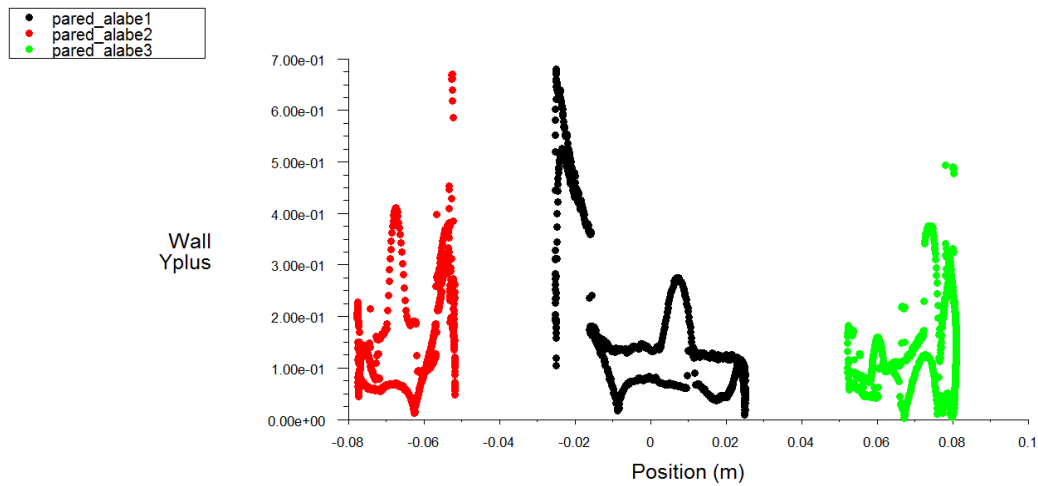 pared_alabe1
pared_alabe2
pared_alabe3
7.00e-01
6.00e-01
5.00e-01
4.00e-01
3.00e-01
2.00e-01
1.00e-01
0.00e+00
Wall
Yplus
-0.08 -0.06 -0.04 -0.02 0 0.02 0.04 0.06 0.08 0.1
Position (m)